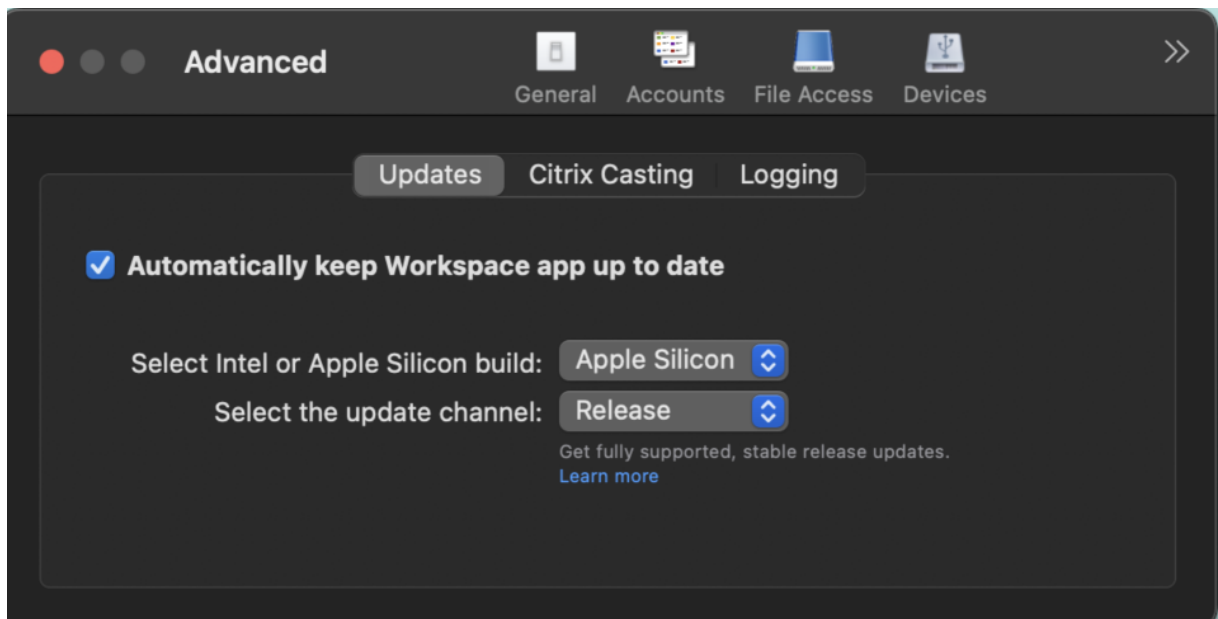 Advanced
General Accounts File Access Devices
Updates Citrix Casting Logging
Automatically keep Workspace app up to date
Select Intel or Apple Silicon build: Apple Silicon
Select the update channel: Release
Get fully supported, stable release updates.
Learn more